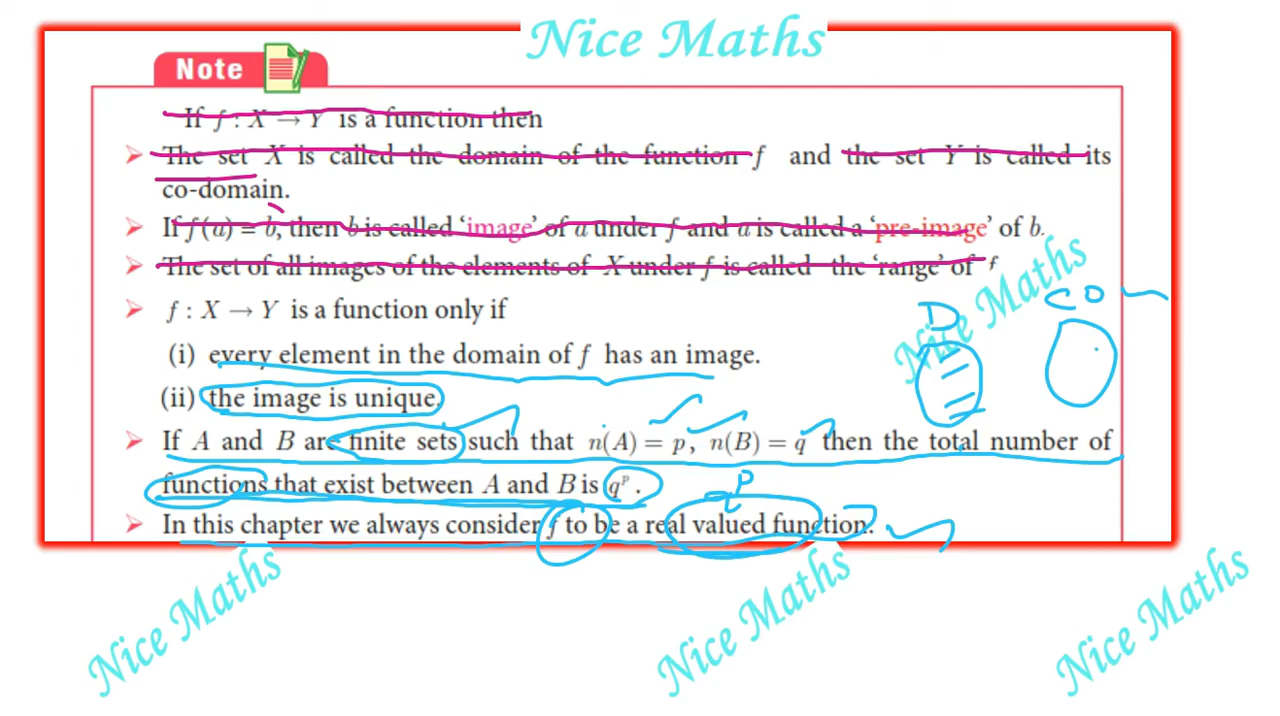 Nice Maths
Note
If f : X → Y is a function then
➢ The set X is called the domain of the function f and the set Y is called its
co-domain.
➢ If f(a) = b, then b is called ‘image’ of a under f and a is called a ‘pre-image’ of b.
➢ The set of all images of the elements of X under f is called the ‘range’ of f
➢ f : X → Y is a function only if
(i) every element in the domain of f has an image.
(ii) the image is unique.
➢ If A and B are finite sets such that n(A) = p, n(B) = q then the total number of
functions that exist between A and B is qᵖ.
➢ In this chapter we always consider f to be a real valued function.
D
CO
qᵖ
Nice Maths
Nice Maths
Nice Maths
Nice Maths